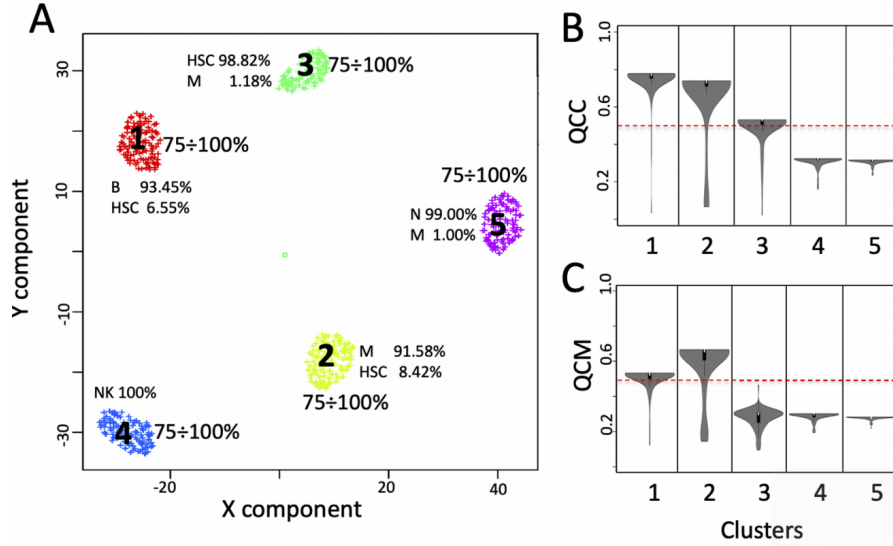 A
HSC 98.82%
M 1.18%
3
75÷100%
1
75÷100%
B 93.45%
HSC 6.55%
75÷100%
N 99.00%
M 1.00%
5
2
M 91.58%
HSC 8.42%
75÷100%
NK 100%
4
75÷100%
30
10
-10
-30
Y component
-20
20
40
X component
B
1.0
0.6
0.2
QCC
1 2 3 4 5
C
1.0
0.6
0.2
QCM
1 2 3 4 5
Clusters